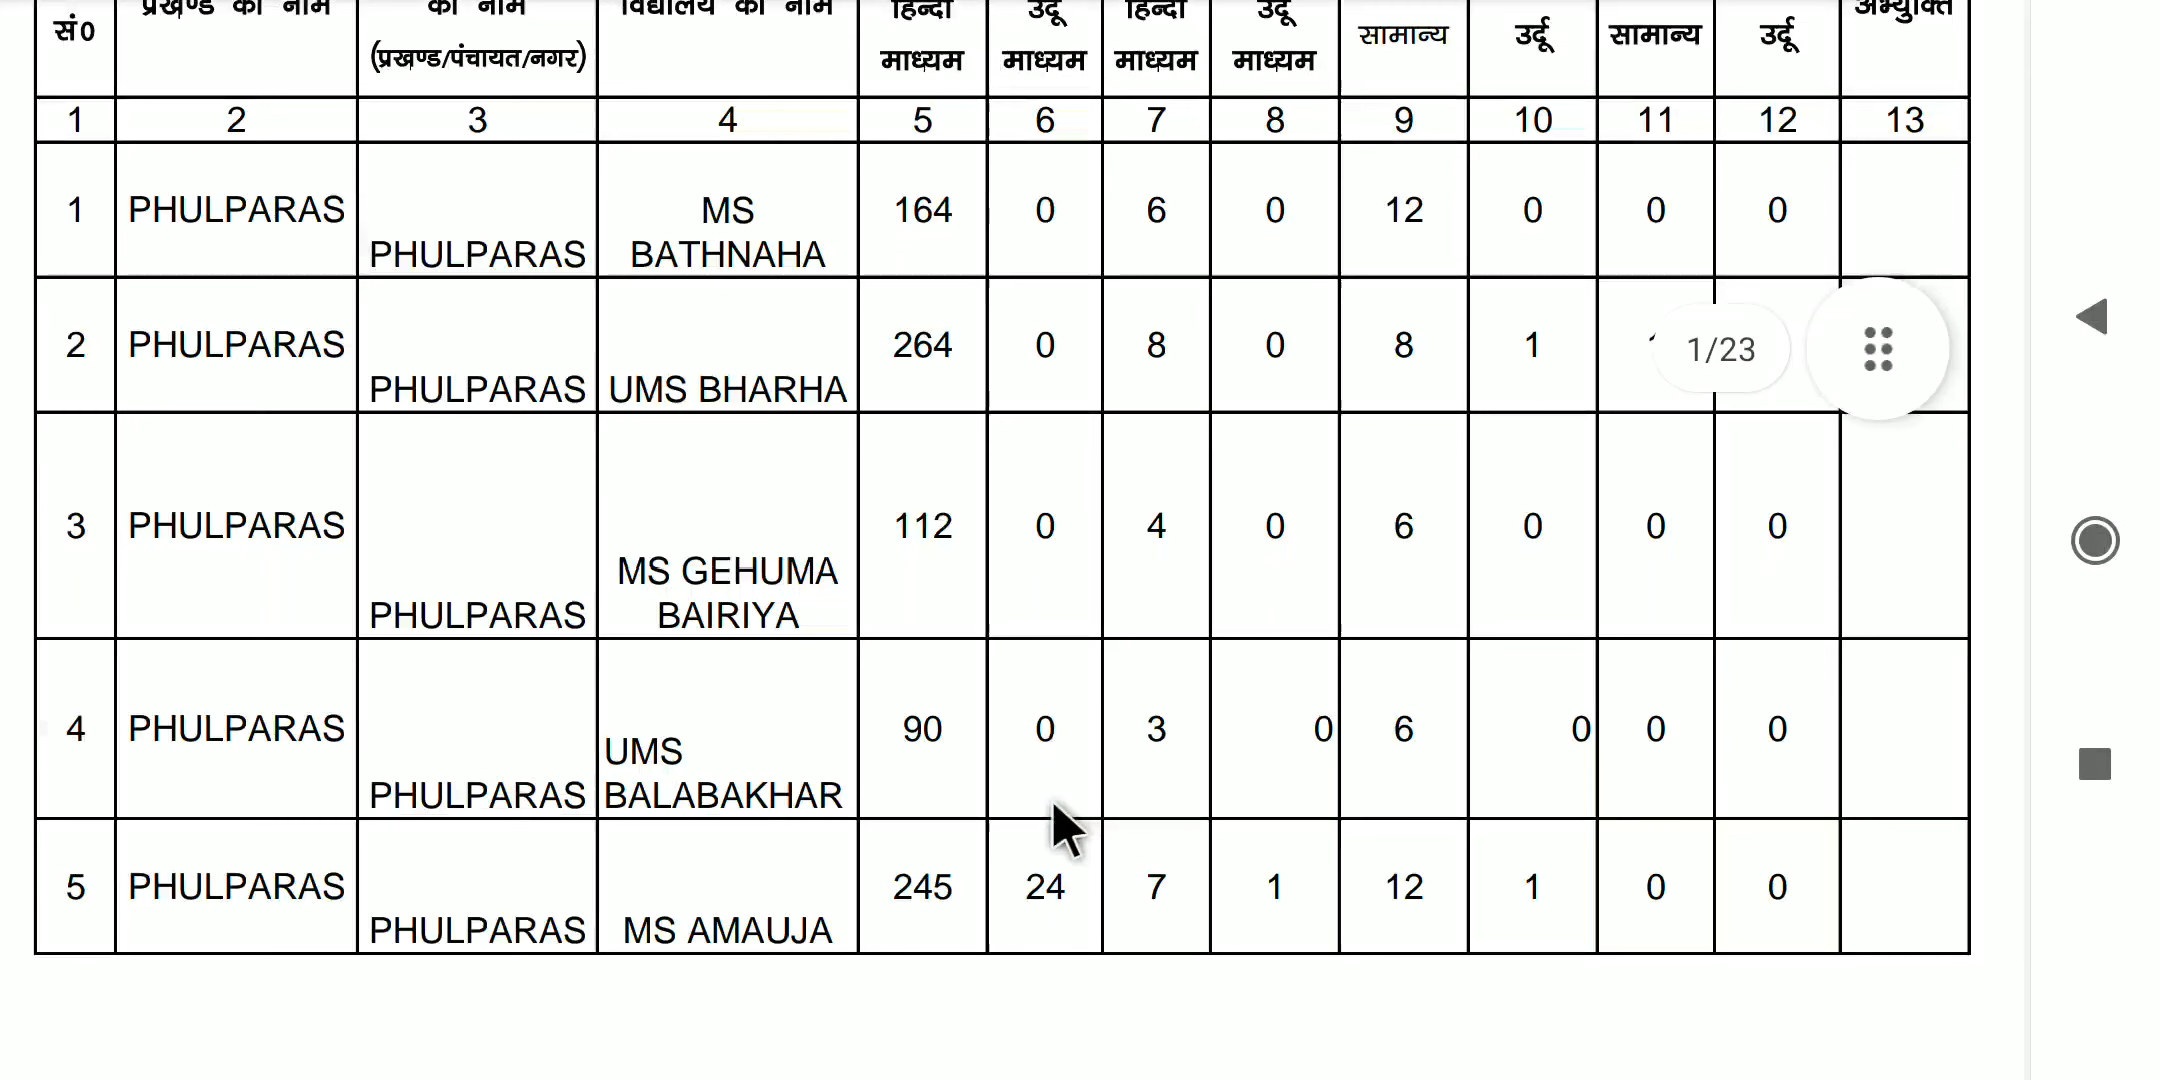 प्रखण्ड का नाम का नाम विद्यालय का नाम हिन्दी उर्दू हिन्दी उर्दू अभ्युक्ति
सं0 (प्रखण्ड/पंचायत/नगर) माध्यम माध्यम माध्यम माध्यम सामान्य उर्दू सामान्य उर्दू
1 2 3 4 5 6 7 8 9 10 11 12 13
1 PHULPARAS MS 164 0 6 0 12 0 0 0
PHULPARAS BATHNAHA
2 PHULPARAS 264 0 8 0 8 1 1/23
PHULPARAS UMS BHARHA
3 PHULPARAS 112 0 4 0 6 0 0 0
MS GEHUMA
PHULPARAS BAIRIYA
4 PHULPARAS 90 0 3 0 6 0 0 0
UMS
PHULPARAS BALABAKHAR
5 PHULPARAS 245 24 7 1 12 1 0 0
PHULPARAS MS AMAUJA